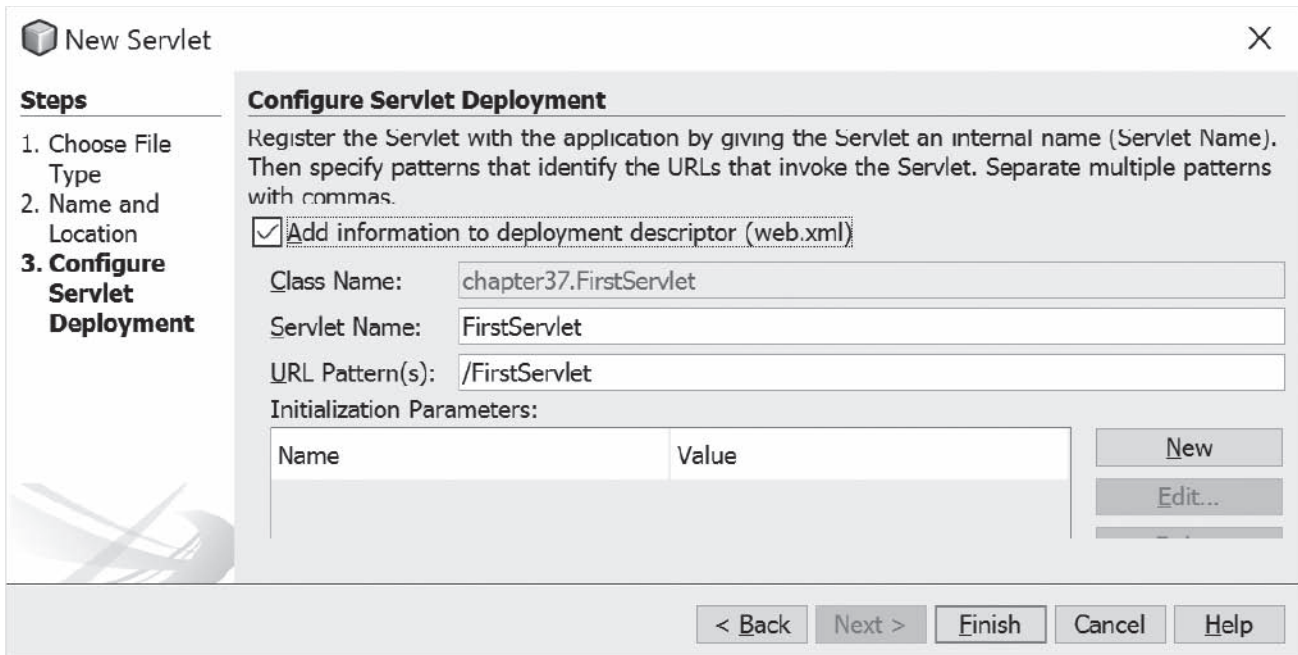 New Servlet
Steps
1. Choose File
Type
2. Name and
Location
3. Configure
Servlet
Deployment
Configure Servlet Deployment
Register the Servlet with the application by giving the Servlet an internal name (Servlet Name).
Then specify patterns that identify the URLs that invoke the Servlet. Separate multiple patterns
with commas.
Add information to deployment descriptor (web.xml)
Class Name: chapter37.FirstServlet
Servlet Name: FirstServlet
URL Pattern(s): /FirstServlet
Initialization Parameters:
Name Value
New
Edit...
< Back Next > Finish Cancel Help